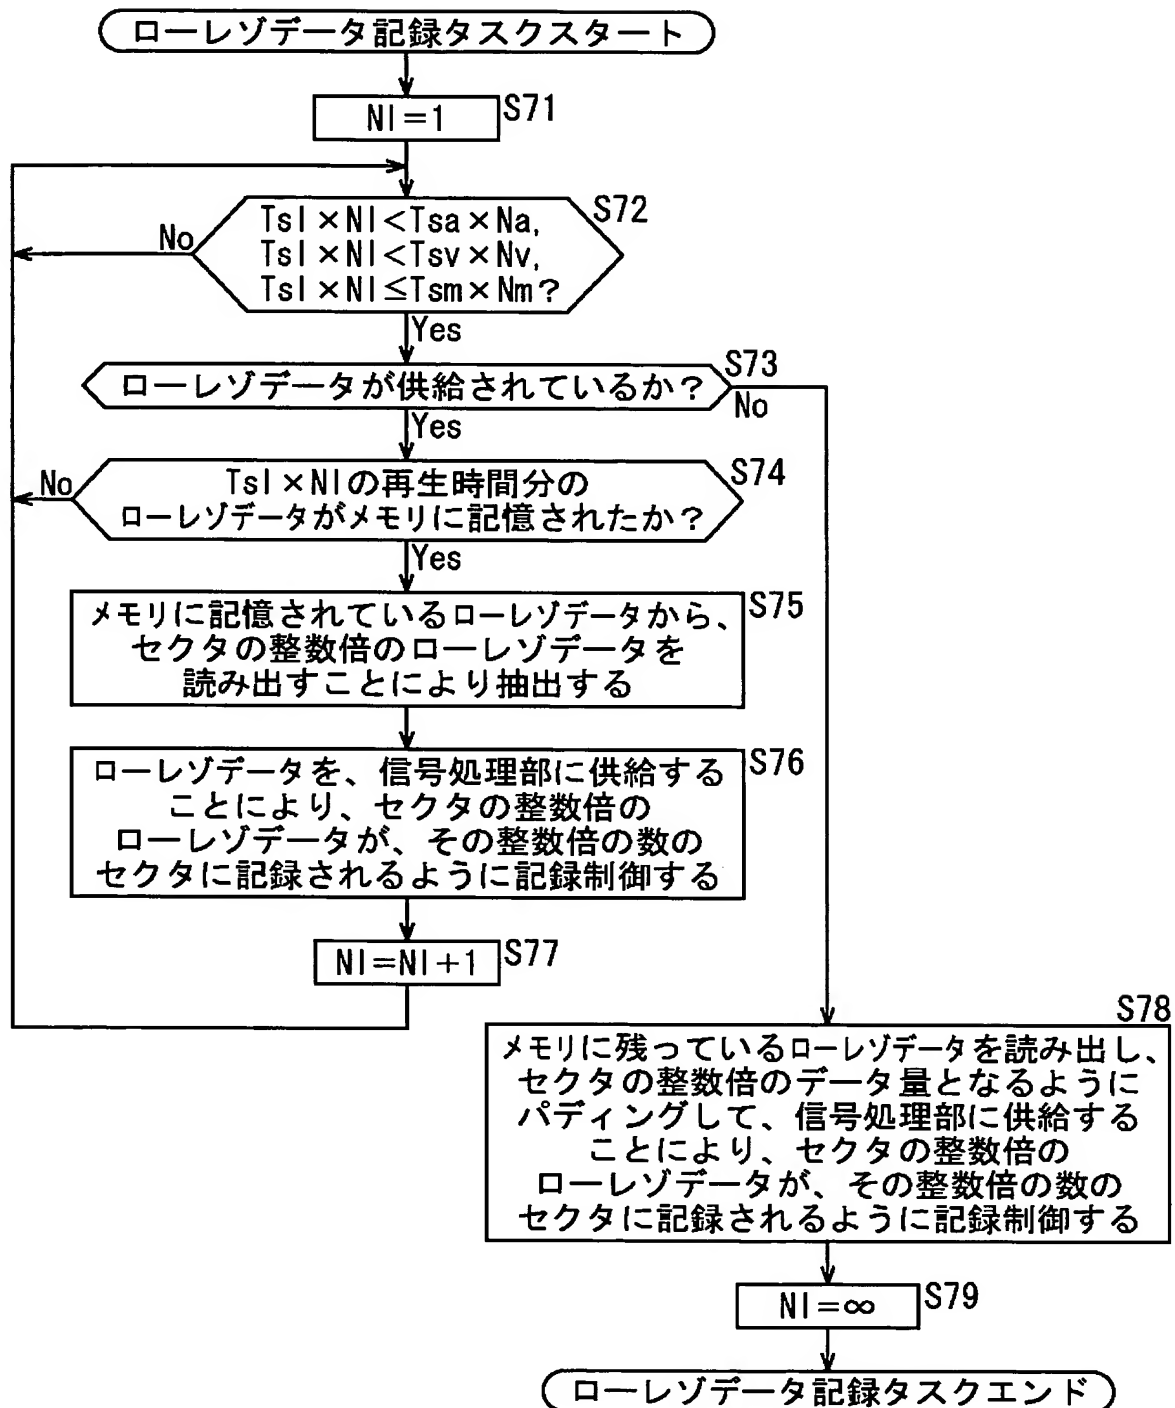 ローレゾデータ記録タスクスタート
Nl=1
S71
Tsl×Nl<Tsa×Na,
Tsl×Nl<Tsv×Nv,
Tsl×Nl≦Tsm×Nm?
S72
No
Yes
ローレゾデータが供給されているか?
S73
No
Yes
Tsl×Nlの再生時間分の
ローレゾデータがメモリに記憶されたか?
S74
No
Yes
メモリに記憶されているローレゾデータから、
セクタの整数倍のローレゾデータを
読み出すことにより抽出する
S75
ローレゾデータを、信号処理部に供給する
ことにより、セクタの整数倍の
ローレゾデータが、その整数倍の数の
セクタに記録されるように記録制御する
S76
Nl=Nl+1
S77
S78
メモリに残っているローレゾデータを読み出し、
セクタの整数倍のデータ量となるように
パディングして、信号処理部に供給する
ことにより、セクタの整数倍の
ローレゾデータが、その整数倍の数の
セクタに記録されるように記録制御する
Nl=∞
S79
ローレゾデータ記録タスクエンド